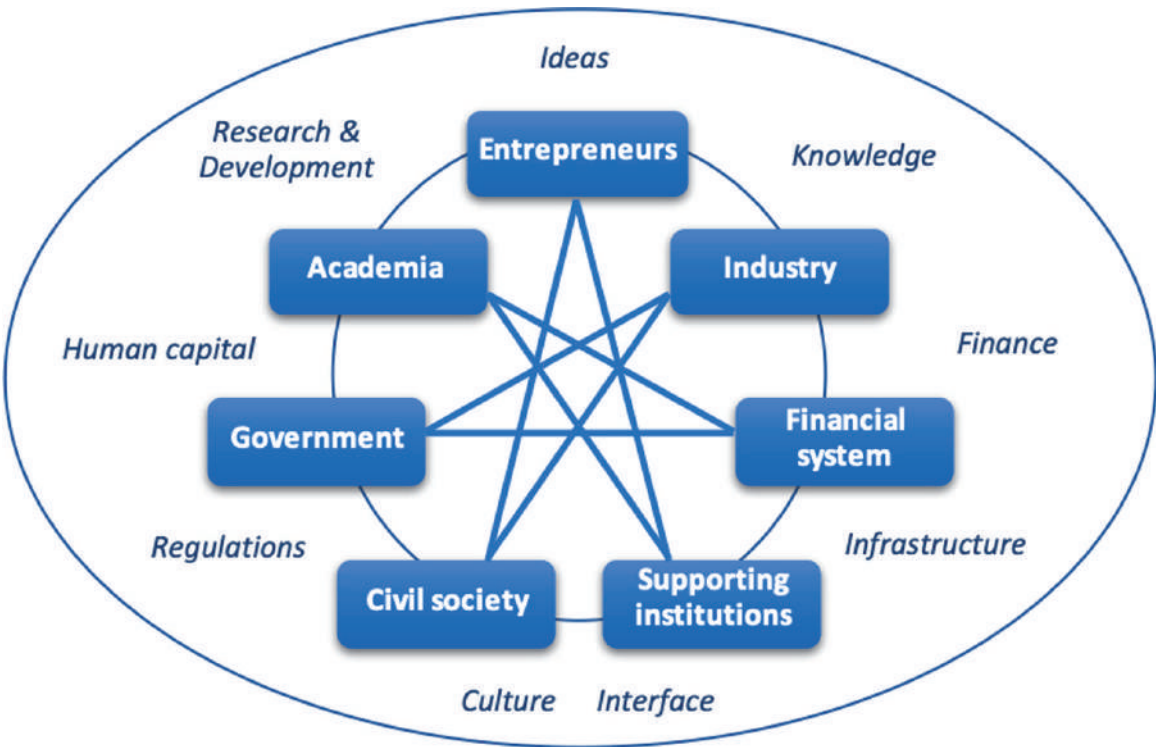 Ideas
Research &
Development
Entrepreneurs
Knowledge
Academia
Industry
Human capital
Finance
Government
Financial
system
Regulations
Infrastructure
Civil society
Supporting
institutions
Culture
Interface